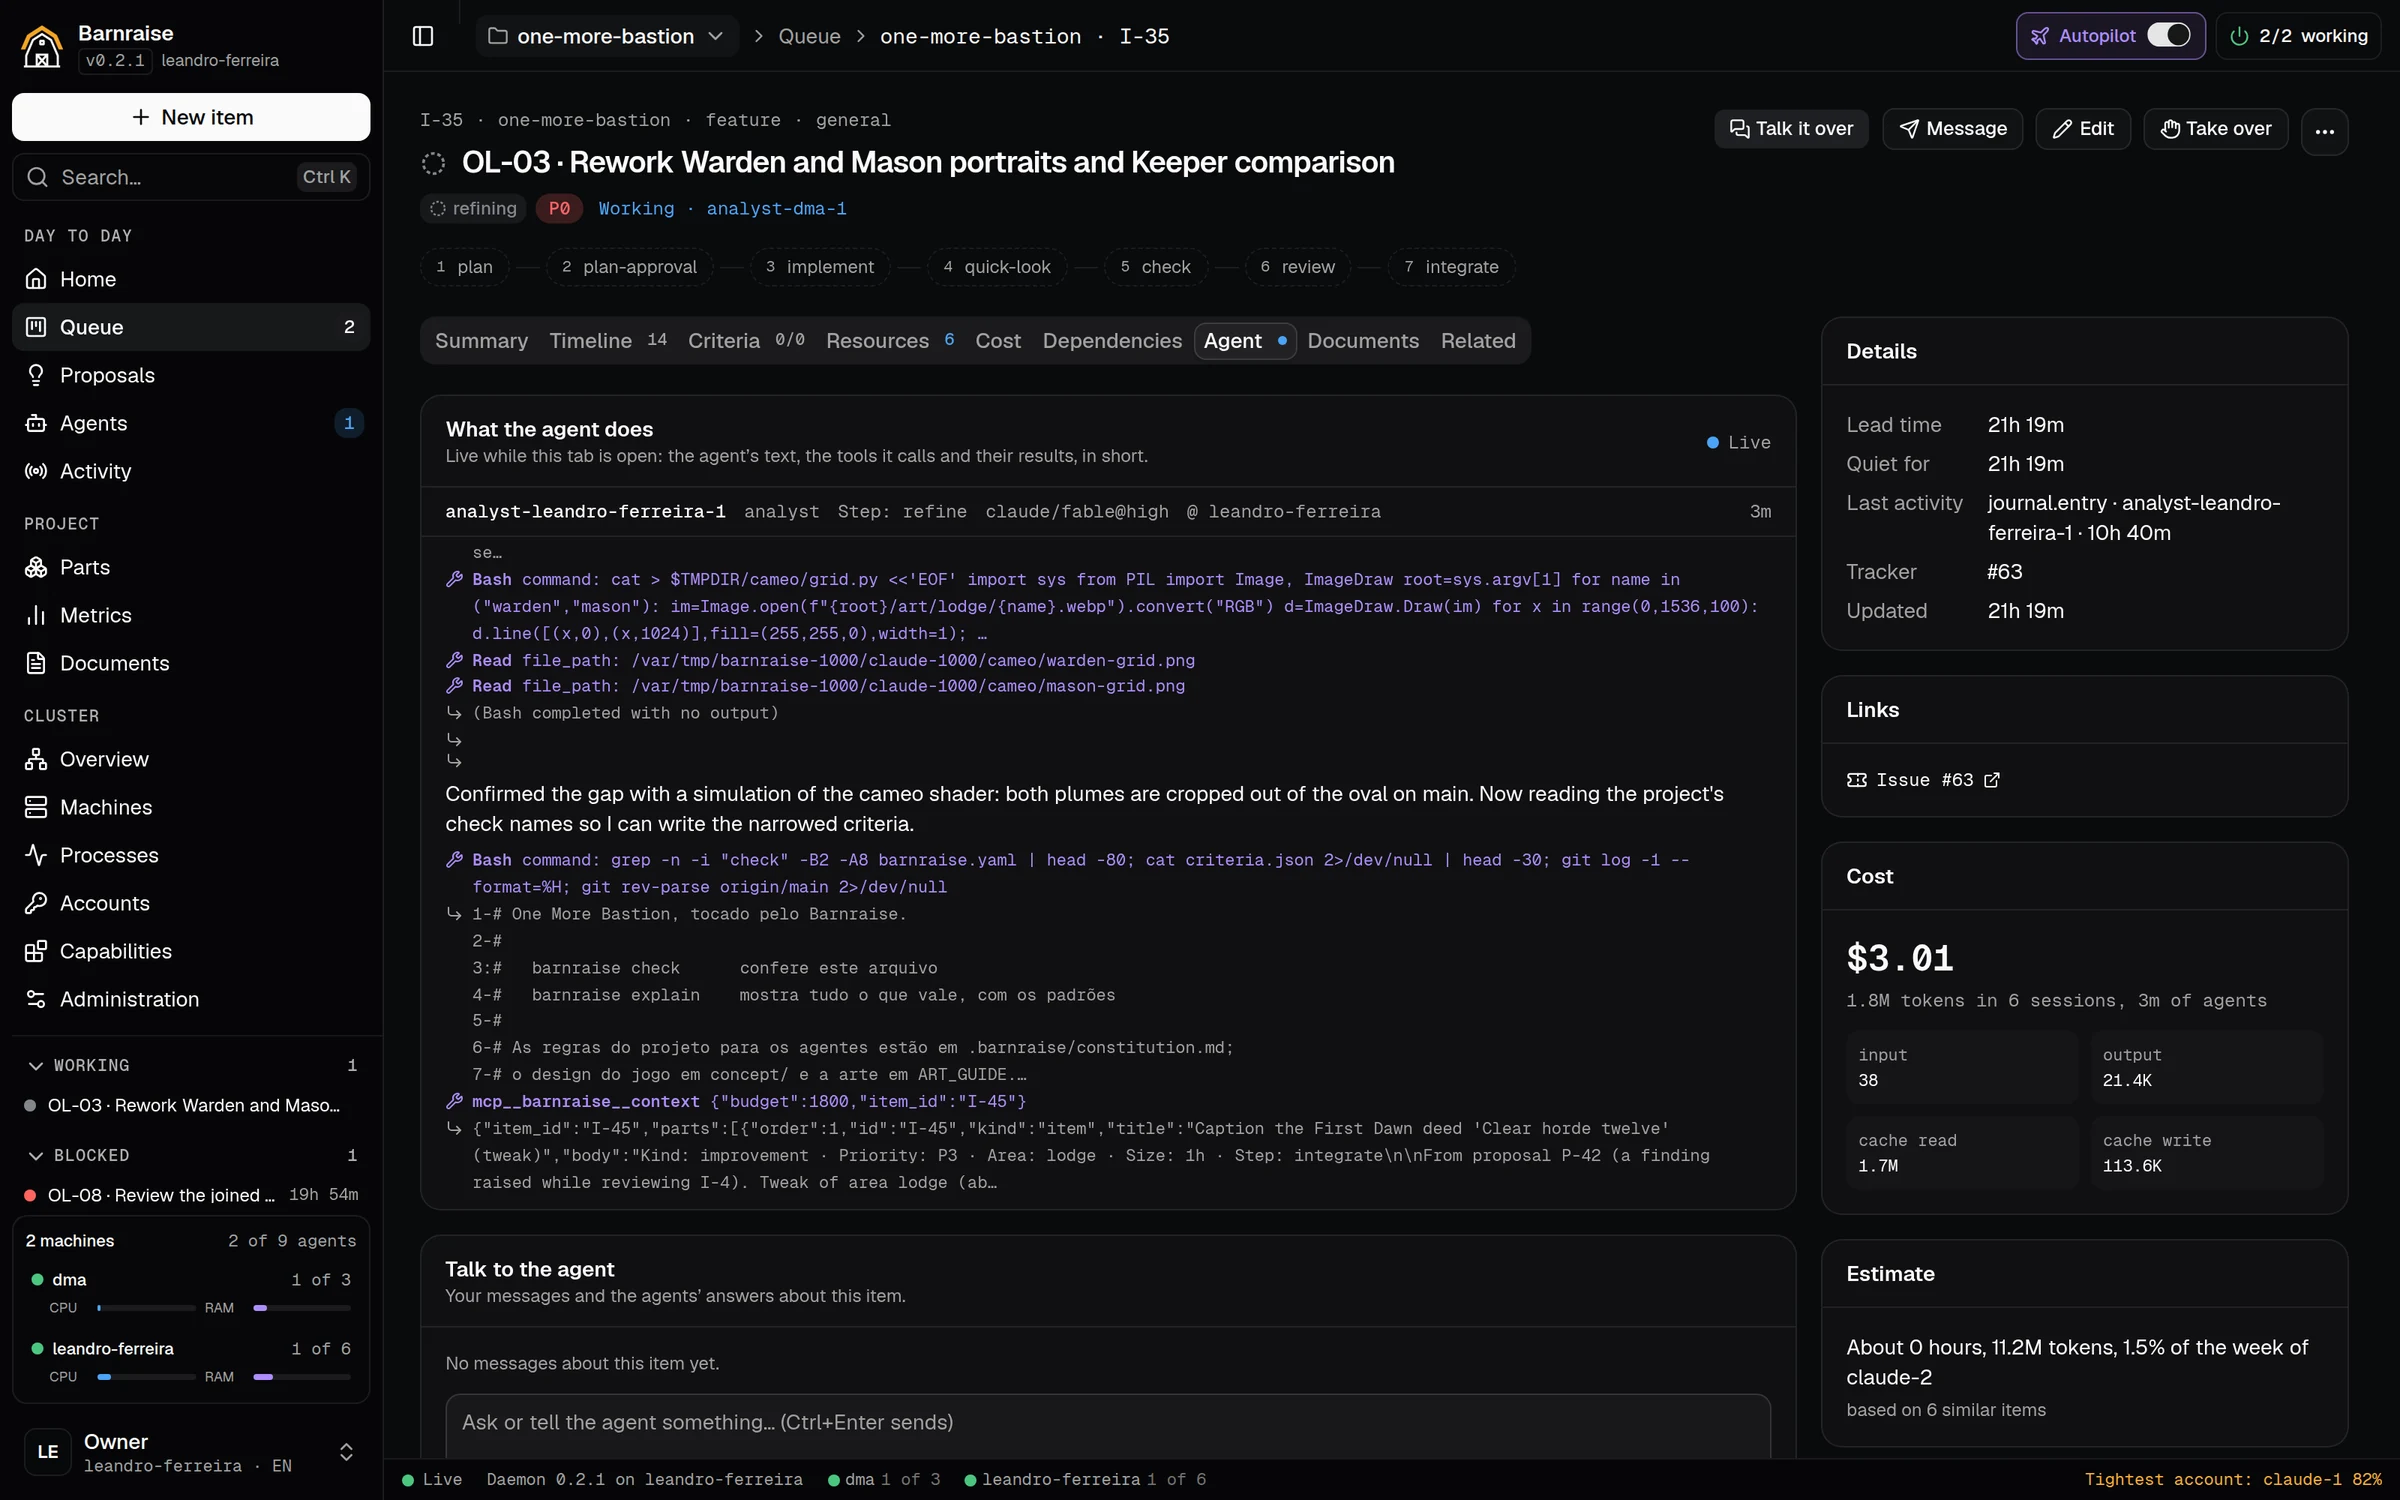 Barnraise
v0.2.1 leandro-ferreira
New item
Search... Ctrl K
DAY TO DAY
Home
Queue 2
Proposals
Agents 1
Activity
PROJECT
Parts
Metrics
Documents
CLUSTER
Overview
Machines
Processes
Accounts
Capabilities
Administration
WORKING 1
OL-03 · Rework Warden and Maso...
BLOCKED 1
OL-08 · Review the joined ... 19h 54m
2 machines 2 of 9 agents
dma 1 of 3
CPU RAM
leandro-ferreira 1 of 6
CPU RAM
LE Owner
leandro-ferreira · EN
one-more-bastion > Queue > one-more-bastion · I-35
Autopilot 2/2 working
I-35 · one-more-bastion · feature · general
Talk it over Message Edit Take over ...
OL-03 · Rework Warden and Mason portraits and Keeper comparison
refining P0 Working · analyst-dma-1
1 plan 2 plan-approval 3 implement 4 quick-look 5 check 6 review 7 integrate
Summary Timeline 14 Criteria 0/0 Resources 6 Cost Dependencies Agent Documents Related
What the agent does
Live while this tab is open: the agent's text, the tools it calls and their results, in short.
Live
analyst-leandro-ferreira-1 analyst Step: refine claude/fable@high @ leandro-ferreira 3m
se…
Bash command: cat > $TMPDIR/cameo/grid.py <<'EOF' import sys from PIL import Image, ImageDraw root=sys.argv[1] for name in
("warden","mason"): im=Image.open(f"{root}/art/lodge/{name}.webp").convert("RGB") d=ImageDraw.Draw(im) for x in range(0,1536,100):
d.line([(x,0),(x,1024)],fill=(255,255,0),width=1); …
Read file_path: /var/tmp/barnraise-1000/claude-1000/cameo/warden-grid.png
Read file_path: /var/tmp/barnraise-1000/claude-1000/cameo/mason-grid.png
(Bash completed with no output)
Confirmed the gap with a simulation of the cameo shader: both plumes are cropped out of the oval on main. Now reading the project's
check names so I can write the narrowed criteria.
Bash command: grep -n -i "check" -B2 -A8 barnraise.yaml | head -80; cat criteria.json 2>/dev/null | head -30; git log -1 --
format=%H; git rev-parse origin/main 2>/dev/null
1-# One More Bastion, tocado pelo Barnraise.
2-#
3:# barnraise check confere este arquivo
4-# barnraise explain mostra tudo o que vale, com os padrões
5-#
6-# As regras do projeto para os agentes estão em .barnraise/constitution.md;
7-# o design do jogo em concept/ e a arte em ART_GUIDE.…
mcp__barnraise__context {"budget":1800,"item_id":"I-45"}
{"item_id":"I-45","parts":[{"order":1,"id":"I-45","kind":"item","title":"Caption the First Dawn deed 'Clear horde twelve'
(tweak)","body":"Kind: improvement · Priority: P3 · Area: lodge · Size: 1h · Step: integrate\n\nFrom proposal P-42 (a finding
raised while reviewing I-4). Tweak of area lodge (ab…
Talk to the agent
Your messages and the agents' answers about this item.
No messages about this item yet.
Ask or tell the agent something... (Ctrl+Enter sends)
Details
Lead time 21h 19m
Quiet for 21h 19m
Last activity journal.entry · analyst-leandro-
ferreira-1 · 10h 40m
Tracker #63
Updated 21h 19m
Links
Issue #63
Cost
$3.01
1.8M tokens in 6 sessions, 3m of agents
input output
38 21.4K
cache read cache write
1.7M 113.6K
Estimate
About 0 hours, 11.2M tokens, 1.5% of the week of
claude-2
based on 6 similar items
Live Daemon 0.2.1 on leandro-ferreira dma 1 of 3 leandro-ferreira 1 of 6
Tightest account: claude-1 82%